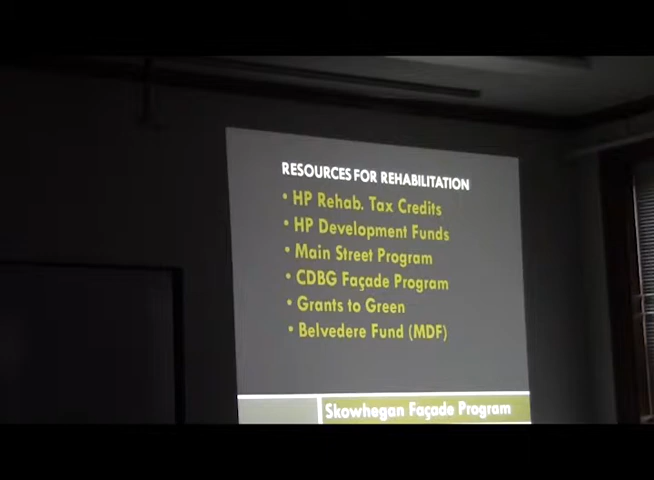 RESOURCES FOR REHABILITATION
• HP Rehab. Tax Credits
• HP Development Funds
• Main Street Program
• CDBG Façade Program
• Grants to Green
• Belvedere Fund (MDF)
Skowhegan Façade Program